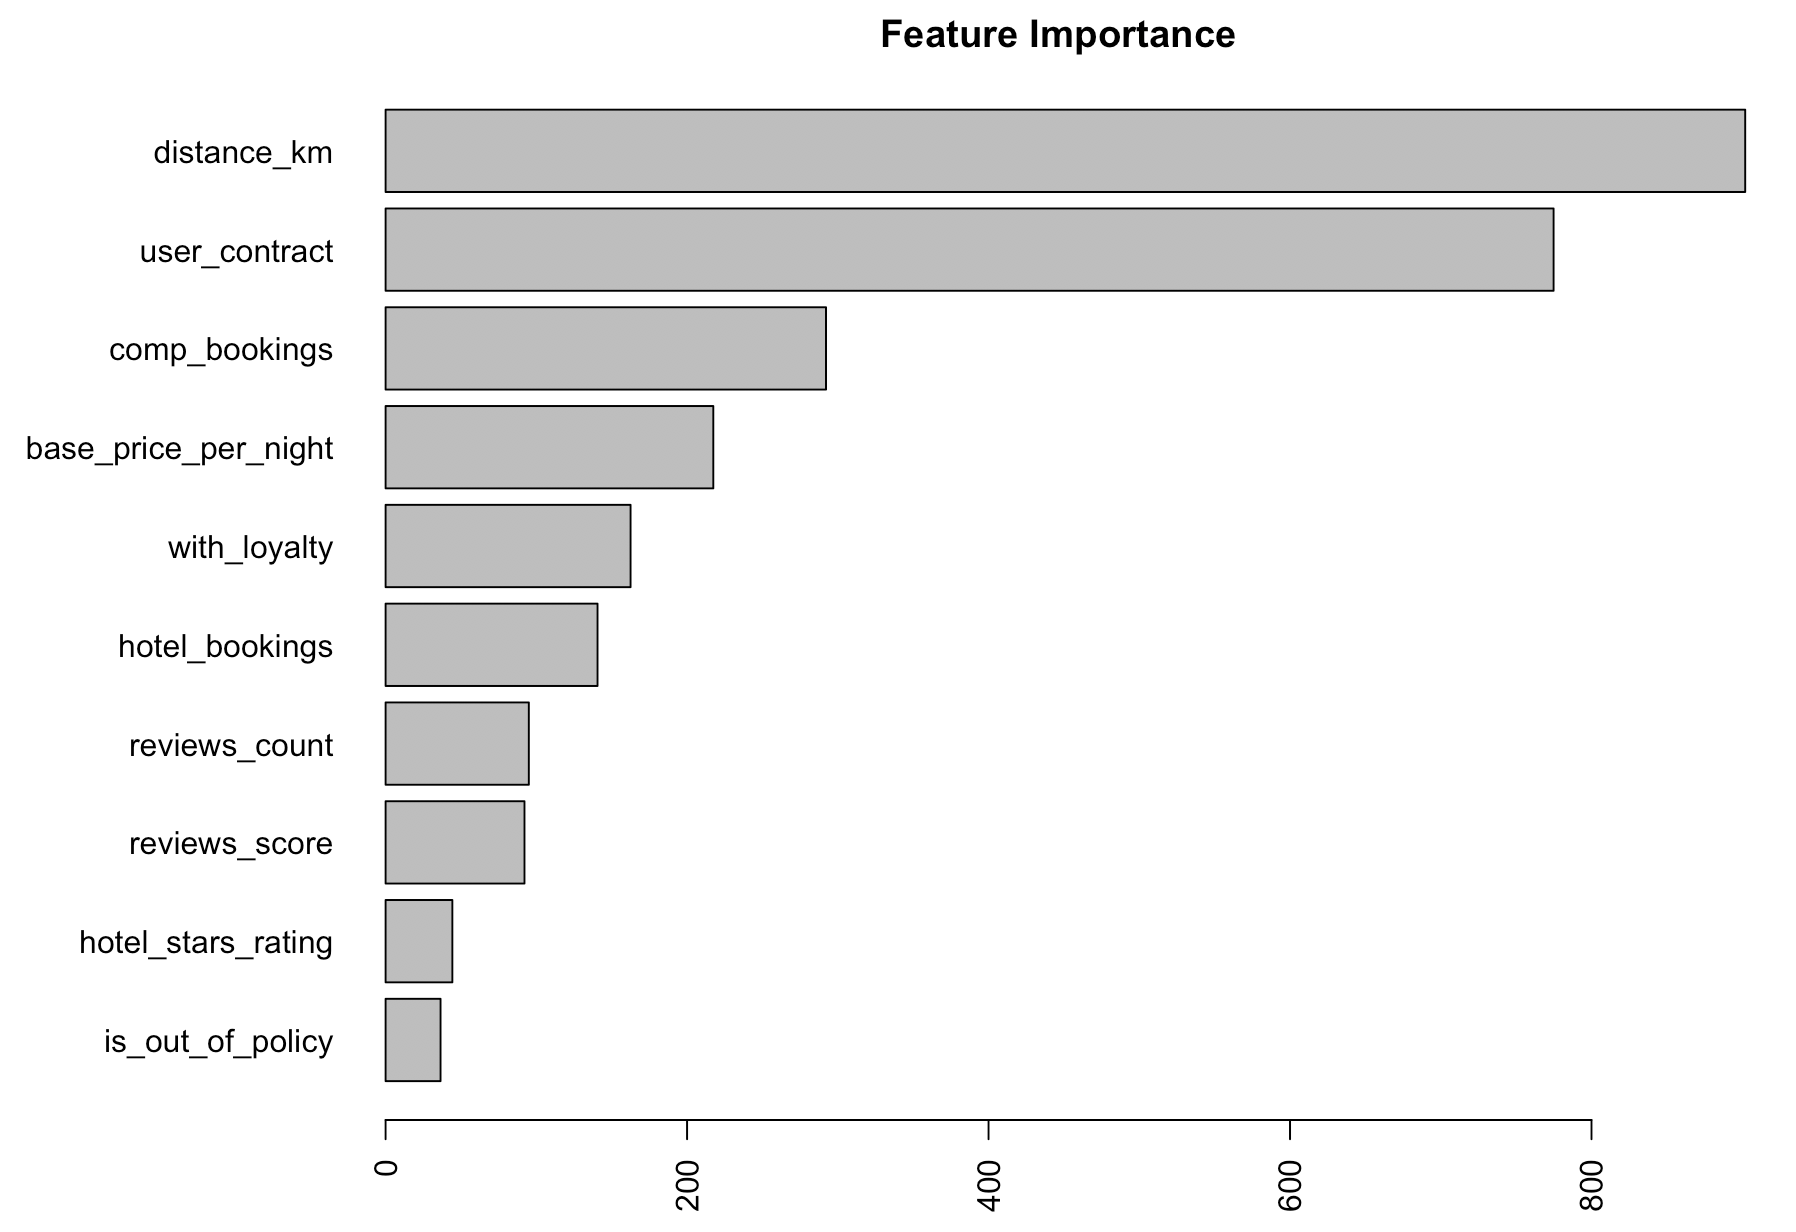 Feature Importance
distance_km
user_contract
comp_bookings
base_price_per_night
with_loyalty
hotel_bookings
reviews_count
reviews_score
hotel_stars_rating
is_out_of_policy
0 200 400 600 800